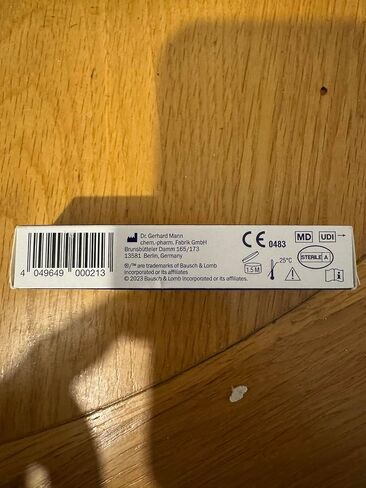 Dr. Gerhard Mann
chem.-pharm. Fabrik GmbH
Brunsbütteler Damm 165/173
13581 Berlin, Germany
®/™ are trademarks of Bausch & Lomb
Incorporated or its affiliates
© 2023 Bausch & Lomb Incorporated or its affiliates.
4 049649 000213
CE 0483
MD UDI →
1.5 M
25°C
STERILE A
i